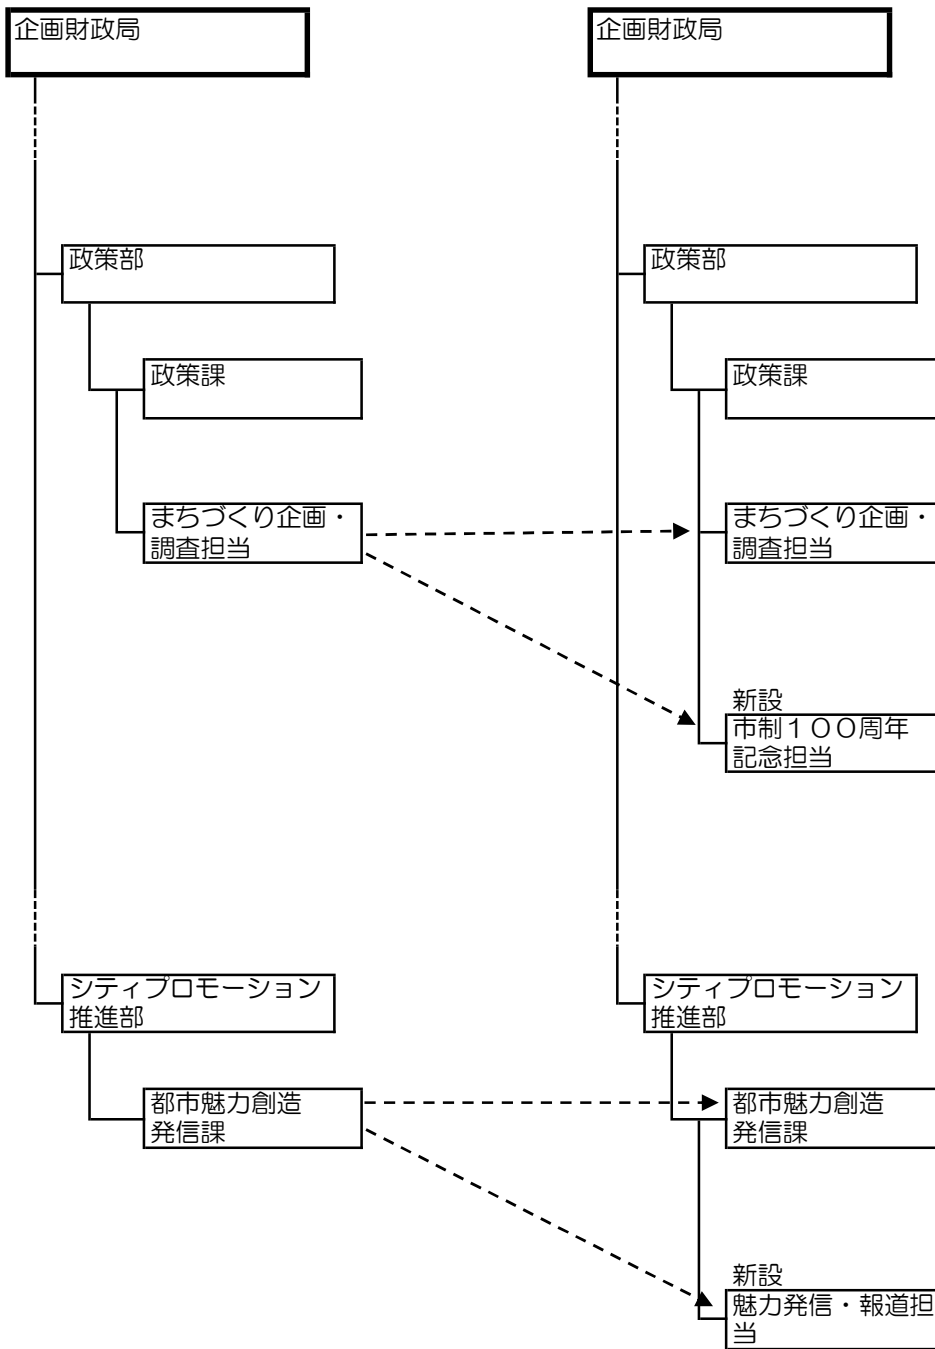 企画財政局
政策部
政策課
まちづくり企画・
調査担当
シティプロモーション
推進部
都市魅力創造
発信課
企画財政局
政策部
政策課
まちづくり企画・
調査担当
新設
市制１００周年
記念担当
シティプロモーション
推進部
都市魅力創造
発信課
新設
魅力発信・報道担
当